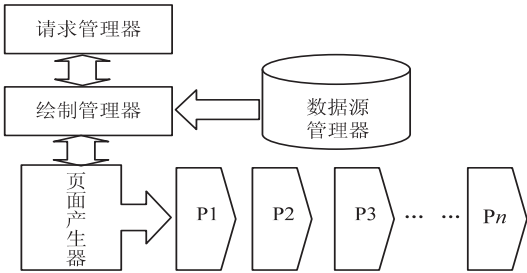 请求管理器
绘制管理器
数据源
管理器
页面产生器
P1
P2
P3
... ...
Pn